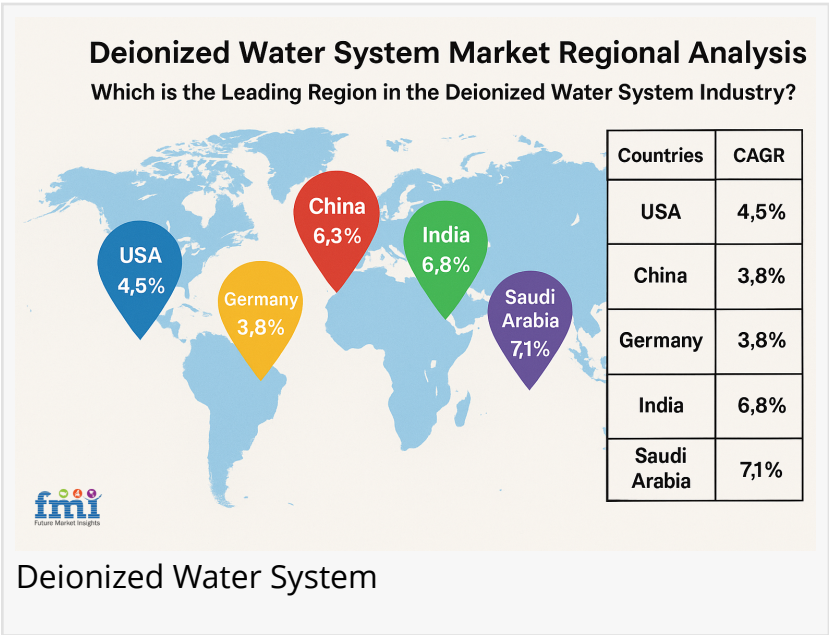 Deionized Water System Market Regional Analysis
Which is the Leading Region in the Deionized Water System Industry?
USA
4,5%
Germany
3,8%
China
6,3%
India
6,8%
Saudi
Arabia
7,1%
Countries CAGR
USA 4,5%
China 3,8%
Germany 3,8%
India 6,8%
Saudi
Arabia 7,1%
fmi
Future Market Insights
Deionized Water System